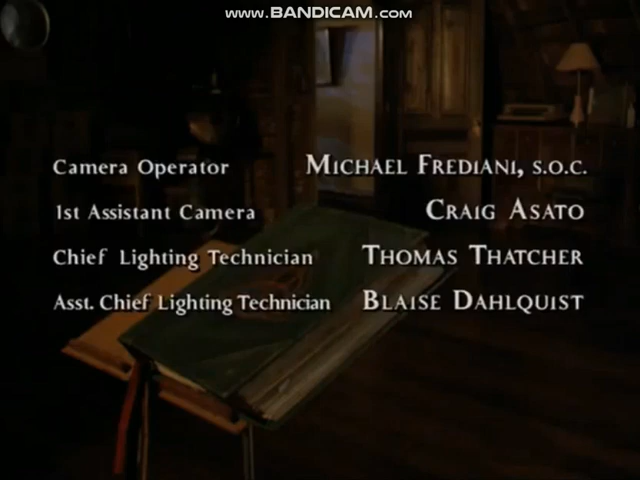 www.BANDICAM.com
Camera Operator MICHAEL FREDIANI, S.O.C.
1st Assistant Camera CRAIG ASATO
Chief Lighting Technician THOMAS THATCHER
Asst. Chief Lighting Technician BLAISE DAHLQUIST